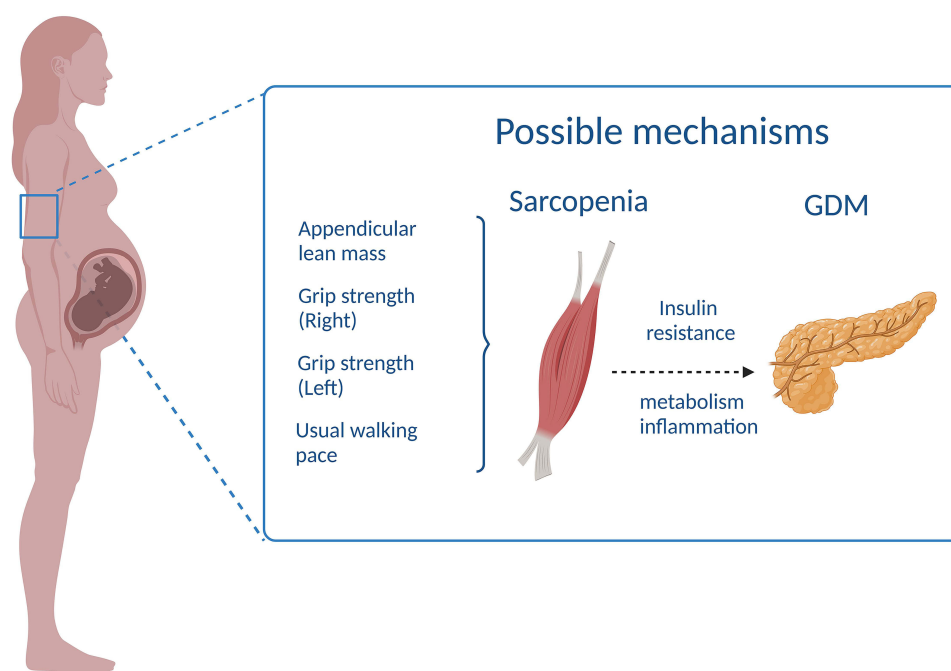 Possible mechanisms
Sarcopenia
GDM
Appendicular
lean mass
Grip strength
(Right)
Grip strength
(Left)
Usual walking
pace
Insulin
resistance
metabolism
inflammation